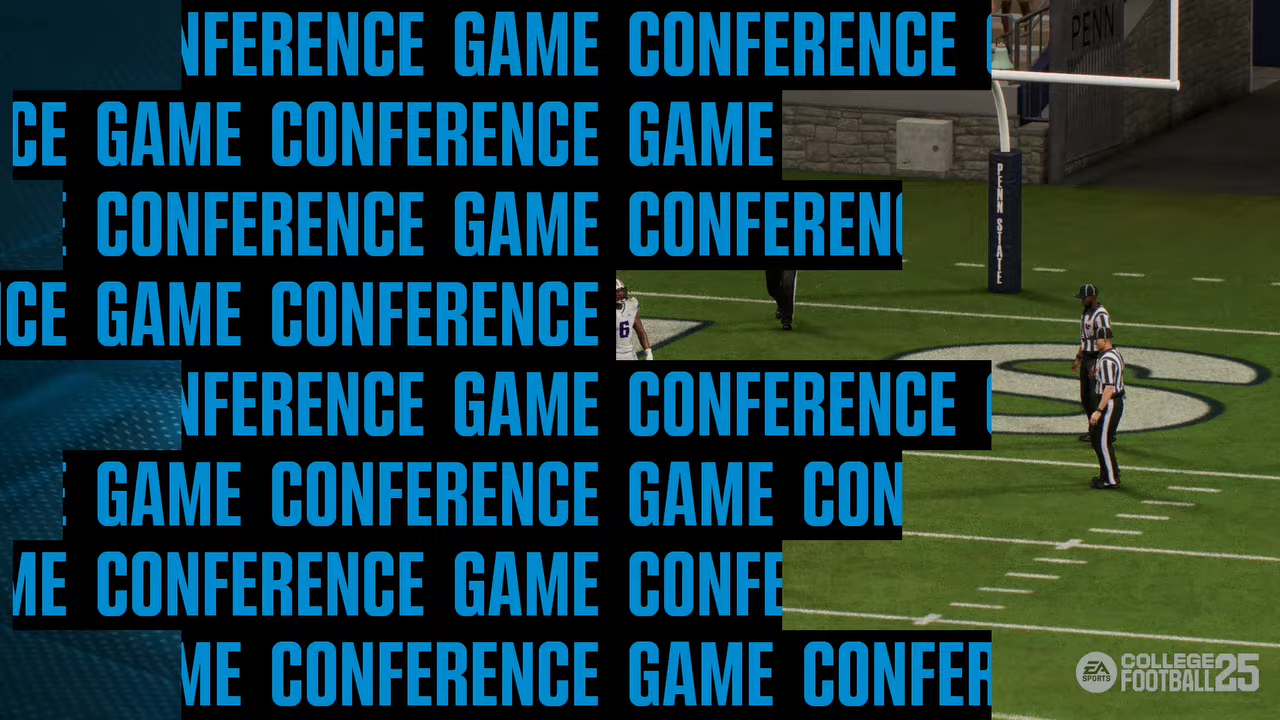 NFERENCE GAME CONFERENCE
CE GAME CONFERENCE GAME
CONFERENCE GAME CONFERENC
NCE GAME CONFERENCE
NFERENCE GAME CONFERENCE
GAME CONFERENCE GAME CON
ME CONFERENCE GAME CONFE
ME CONFERENCE GAME CONFER
PENN
PENN STATE
6
S
EA SPORTS COLLEGE FOOTBALL 25